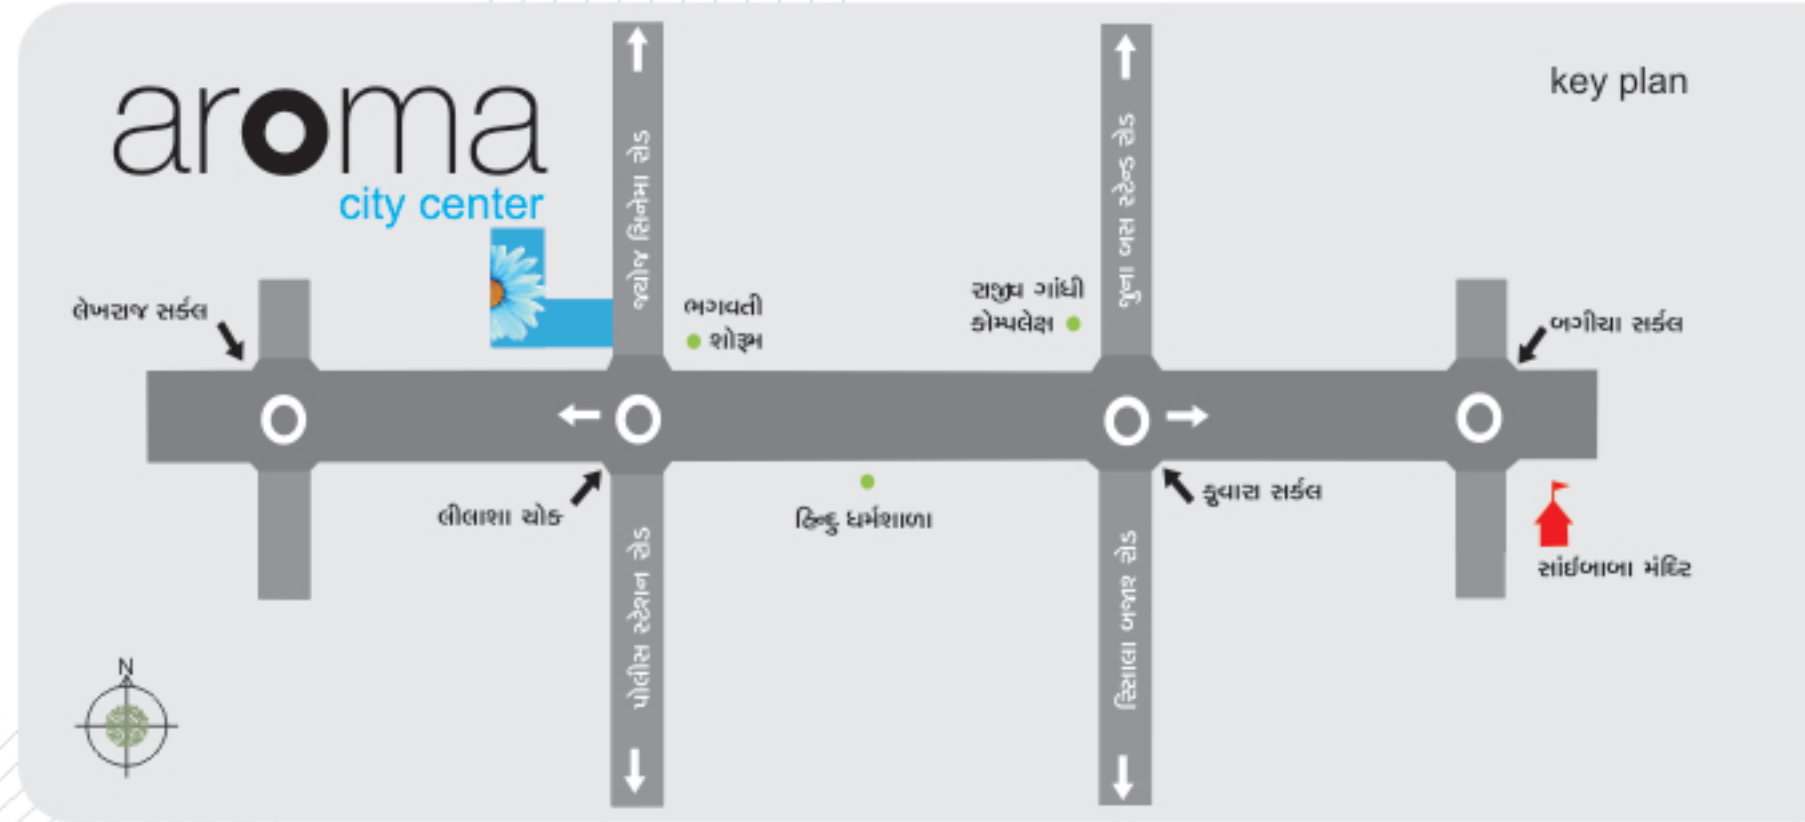 aroma
city center
key plan
જ્યોજ સિનેમા રોડ
જુના બસ સ્ટેન્ડ રોડ
લેખરાજ સર્કલ
ભગવતી
શોરૂમ
રાજીવ ગાંધી
કોમ્પલેક્ષ
બગીચા સર્કલ
લીલાશા ચોક
હિન્દુ ધર્મશાળા
ફુવારા સર્કલ
સાંઈબાબા મંદિર
પોલીસ સ્ટેશન રોડ
રિસાલા બજાર રોડ
N